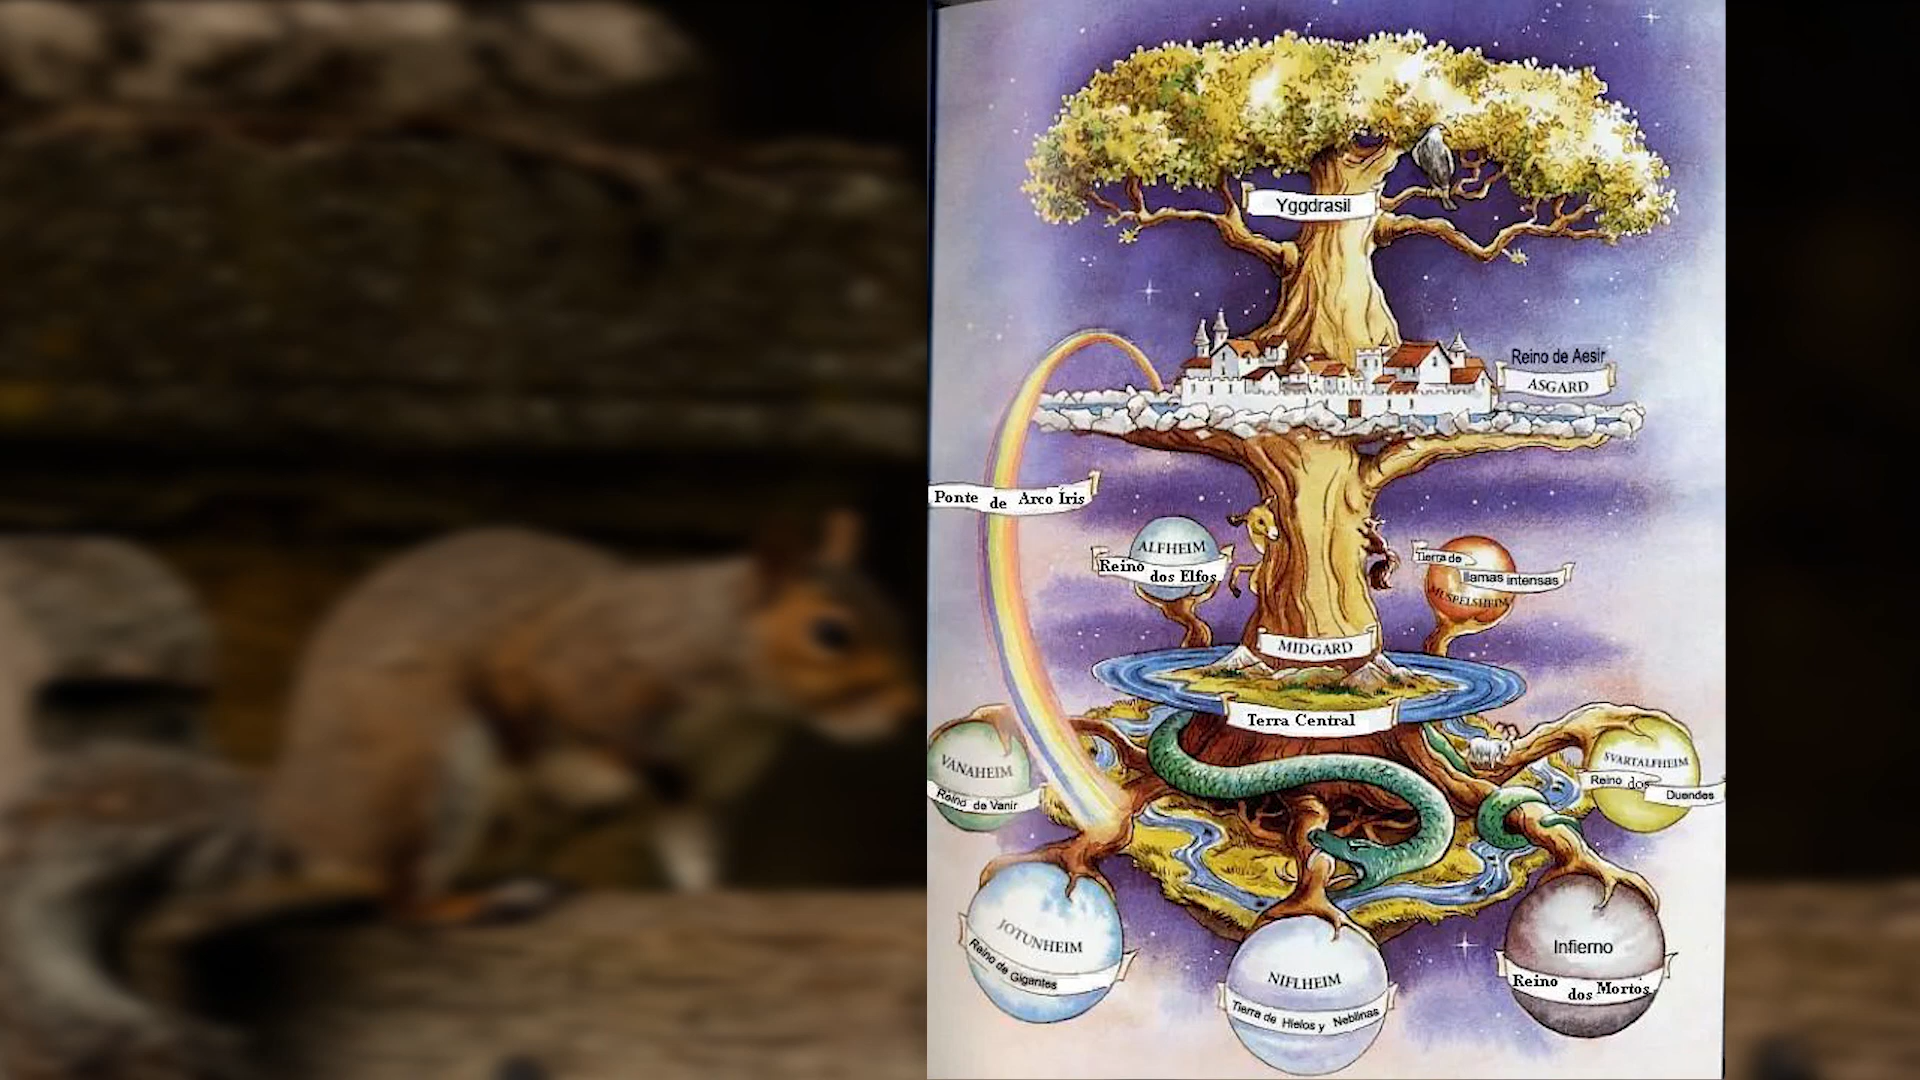 Yggdrasil
Reino de Aesir
ASGARD
Ponte de Arco Íris
ALFHEIM
Reino dos Elfos
Tierra de
llamas intensas
MUSPELSHEIM
MIDGARD
Terra Central
VANAHEIM
Reino de Vanir
SVARTALFHEIM
Reino dos Duendes
JOTUNHEIM
Reino de Gigantes
NIFLHEIM
Tierra de Hielos y Neblinas
Infierno
Reino dos Mortos